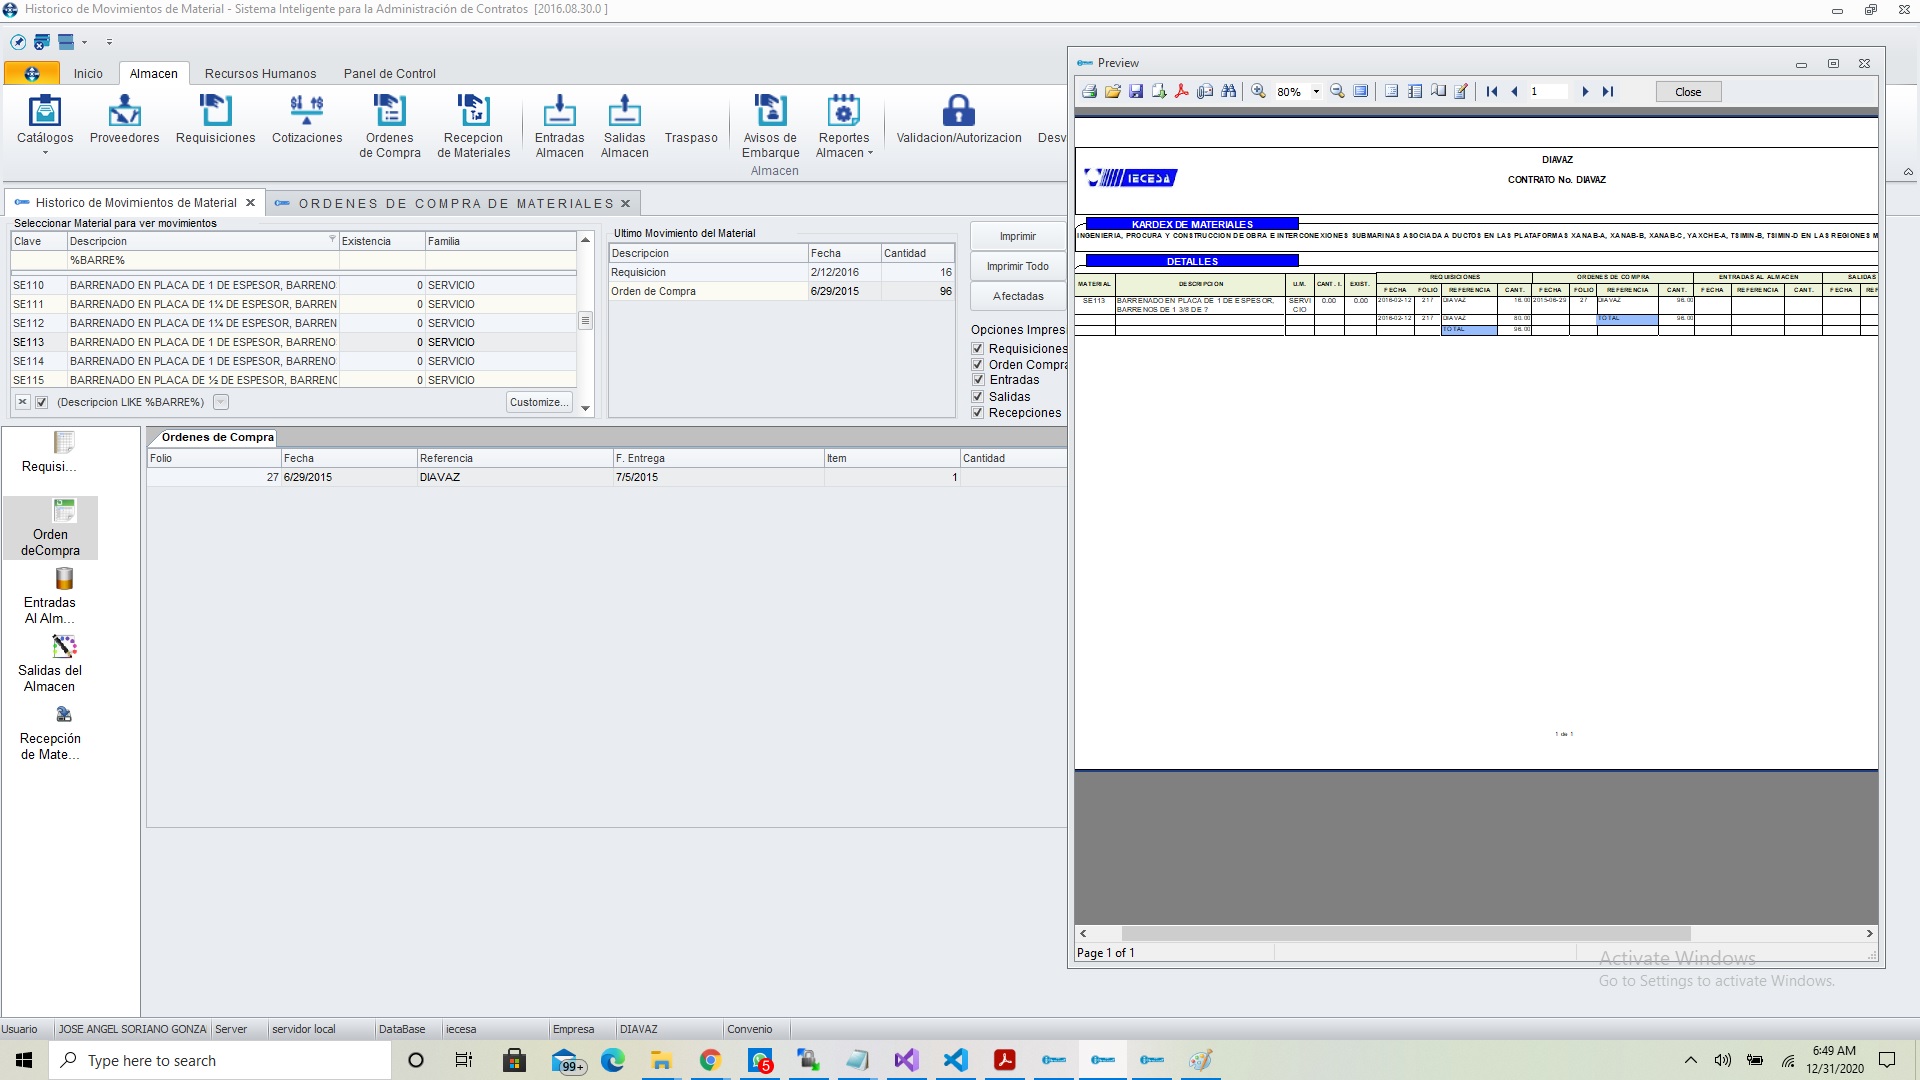 Historico de Movimientos de Material - Sistema Inteligente para la Administración de Contratos [2016.08.30.0 ]
Inicio Almacen Recursos Humanos Panel de Control
Catálogos Proveedores Requisiciones Cotizaciones Ordenes de Compra Recepcion de Materiales Entradas Almacen Salidas Almacen Traspaso Avisos de Embarque Reportes Almacen Validacion/Autorizacion Desv
Almacen
Historico de Movimientos de Material ORDENES DE COMPRA DE MATERIALES
Seleccionar Material para ver movimientos
Clave Descripcion Existencia Familia
%BARRE%
SE110 BARRENADO EN PLACA DE 1 DE ESPESOR, BARRENO 0 SERVICIO
SE111 BARRENADO EN PLACA DE 1¼ DE ESPESOR, BARREN 0 SERVICIO
SE112 BARRENADO EN PLACA DE 1¼ DE ESPESOR, BARREN 0 SERVICIO
SE113 BARRENADO EN PLACA DE 1 DE ESPESOR, BARRENO 0 SERVICIO
SE114 BARRENADO EN PLACA DE 1 DE ESPESOR, BARRENO 0 SERVICIO
SE115 BARRENADO EN PLACA DE ½ DE ESPESOR, BARRENC 0 SERVICIO
(Descripcion LIKE %BARRE%) Customize...
Ultimo Movimiento del Material
Descripcion Fecha Cantidad
Requisicion 2/12/2016 16
Orden de Compra 6/29/2015 96
Imprimir
Imprimir Todo
Afectadas
Opciones Impres
Requisiciones
Orden Compra
Entradas
Salidas
Recepciones
Requisi...
Orden deCompra
Entradas Al Alm...
Salidas del Almacen
Recepción de Mate...
Ordenes de Compra
Folio Fecha Referencia F. Entrega Item Cantidad
27 6/29/2015 DIAVAZ 7/5/2015 1
Preview
80% 1 Close
IECESA
DIAVAZ
CONTRATO No. DIAVAZ
KARDEX DE MATERIALES
INGENIERIA, PROCURA Y CONSTRUCCION DE OBRA E INTERCONEXIONES SUBMARINAS ASOCIADA A DUCTOS EN LAS PLATAFORMAS XANAB-A, XANAB-B, XANAB-C, YAXCHE-A, TSIMIN-B, TSIMIN-D EN LAS REGIONES M
DETALLES
REQUISICIONES ORDENES DE COMPRA ENTRADAS AL ALMACEN SALIDAS
MATERIAL DESCRIPCION U.M. CANT. I. EXIST. FECHA FOLIO REFERENCIA CANT. FECHA FOLIO REFERENCIA CANT. FECHA REFERENCIA CANT. FECHA REF
SE113 BARRENADO EN PLACA DE 1 DE ESPESOR, SERVI 0.00 0.00 2016-02-12 217 DIAVAZ 16.00 2015-06-29 27 DIAVAZ 96.00
BARRENOS DE 1 3/8 DE ? CIO
2016-02-12 217 DIAVAZ 80.00 TOTAL 96.00
TOTAL 96.00
1 de 1
Page 1 of 1
Activate Windows
Go to Settings to activate Windows.
Usuario JOSE ANGEL SORIANO GONZA Server servidor local DataBase iecesa Empresa DIAVAZ Convenio
Type here to search
99+
5
6:49 AM
12/31/2020